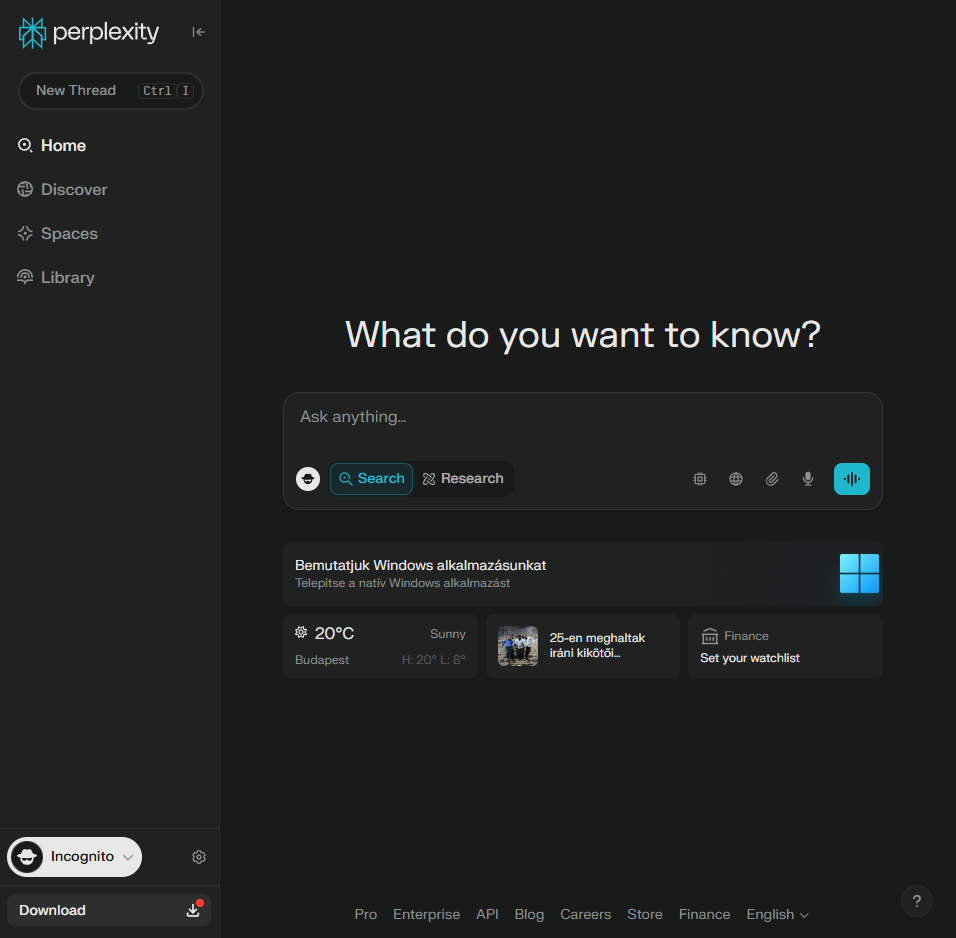 perplexity
New Thread Ctrl I
Home
Discover
Spaces
Library
What do you want to know?
Ask anything...
Search Research
Bemutatjuk Windows alkalmazásunkat
Telepítse a natív Windows alkalmazást
20°C Sunny
Budapest H: 20° L: 8°
25-en meghaltak
iráni kikötői...
Finance
Set your watchlist
Incognito
Download
Pro Enterprise API Blog Careers Store Finance English
?